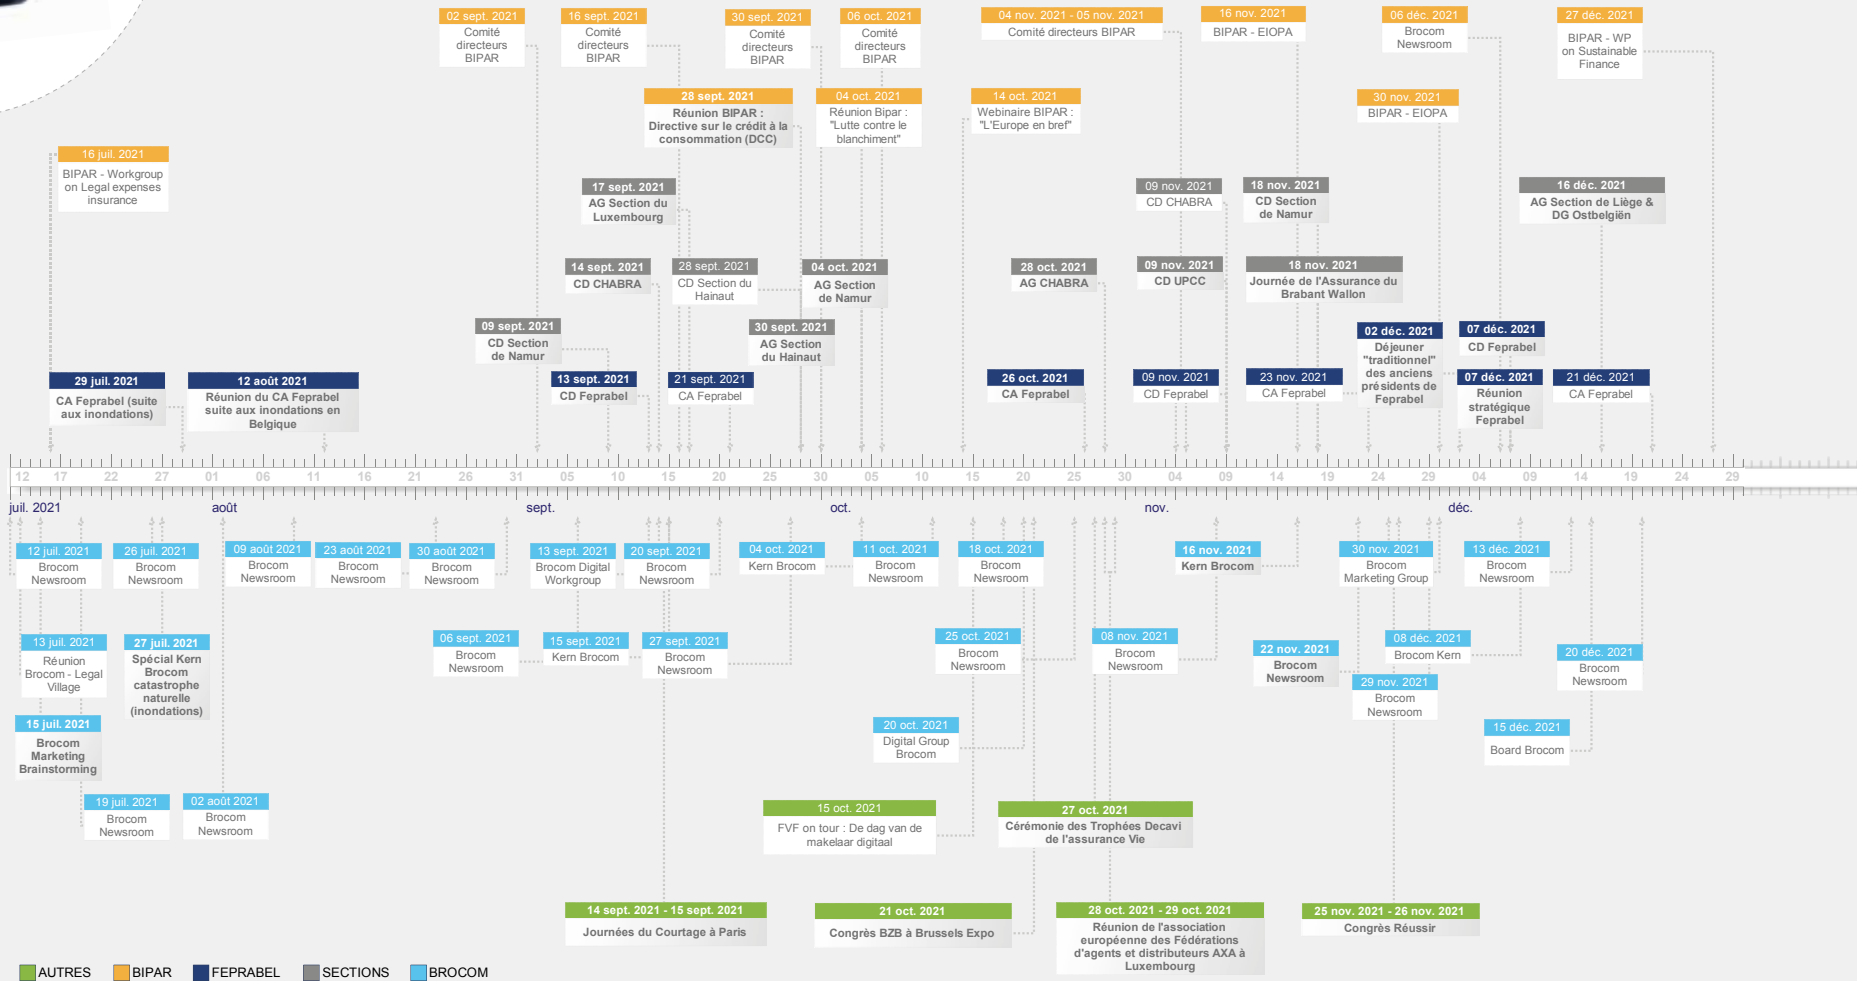 02 sept. 2021
Comité
directeurs
BIPAR
16 sept. 2021
Comité
directeurs
BIPAR
30 sept. 2021
Comité
directeurs
BIPAR
06 oct. 2021
Comité
directeurs
BIPAR
04 nov. 2021 - 05 nov. 2021
Comité directeurs BIPAR
16 nov. 2021
BIPAR - EIOPA
06 déc. 2021
Brocom
Newsroom
27 déc. 2021
BIPAR - WP
on Sustainable
Finance
28 sept. 2021
Réunion BIPAR :
Directive sur le crédit à la
consommation (DCC)
04 oct. 2021
Réunion Bipar :
"Lutte contre le
blanchiment"
14 oct. 2021
Webinaire BIPAR :
"L'Europe en bref"
30 nov. 2021
BIPAR - EIOPA
16 juil. 2021
BIPAR - Workgroup
on Legal expenses
insurance
17 sept. 2021
AG Section du
Luxembourg
09 nov. 2021
CD CHABRA
18 nov. 2021
CD Section
de Namur
16 déc. 2021
AG Section de Liège &
DG Ostbelgiën
14 sept. 2021
CD CHABRA
28 sept. 2021
CD Section du
Hainaut
04 oct. 2021
AG Section
de Namur
28 oct. 2021
AG CHABRA
09 nov. 2021
CD UPCC
18 nov. 2021
Journée de l'Assurance du
Brabant Wallon
09 sept. 2021
CD Section
de Namur
30 sept. 2021
AG Section
du Hainaut
02 déc. 2021
Déjeuner
"traditionnel"
des anciens
présidents de
Feprabel
07 déc. 2021
CD Feprabel
29 juil. 2021
CA Feprabel (suite
aux inondations)
12 août 2021
Réunion du CA Feprabel
suite aux inondations en
Belgique
13 sept. 2021
CD Feprabel
21 sept. 2021
CA Feprabel
26 oct. 2021
CA Feprabel
09 nov. 2021
CD Feprabel
23 nov. 2021
CA Feprabel
07 déc. 2021
Réunion
stratégique
Feprabel
21 déc. 2021
CA Feprabel
12 17 22 27 01 06 11 16 21 26 31 05 10 15 20 25 30 05 10 15 20 25 30 04 09 14 19 24 29 04 09 14 19 24 29
juil. 2021 août sept. oct. nov. déc.
12 juil. 2021
Brocom
Newsroom
26 juil. 2021
Brocom
Newsroom
09 août 2021
Brocom
Newsroom
23 août 2021
Brocom
Newsroom
30 août 2021
Brocom
Newsroom
13 sept. 2021
Brocom Digital
Workgroup
20 sept. 2021
Brocom
Newsroom
04 oct. 2021
Kern Brocom
11 oct. 2021
Brocom
Newsroom
18 oct. 2021
Brocom
Newsroom
16 nov. 2021
Kern Brocom
30 nov. 2021
Brocom
Marketing Group
13 déc. 2021
Brocom
Newsroom
13 juil. 2021
Réunion
Brocom - Legal
Village
27 juil. 2021
Spécial Kern
Brocom
catastrophe
naturelle
(inondations)
06 sept. 2021
Brocom
Newsroom
15 sept. 2021
Kern Brocom
27 sept. 2021
Brocom
Newsroom
25 oct. 2021
Brocom
Newsroom
08 nov. 2021
Brocom
Newsroom
22 nov. 2021
Brocom
Newsroom
08 déc. 2021
Brocom Kern
20 déc. 2021
Brocom
Newsroom
29 nov. 2021
Brocom
Newsroom
15 juil. 2021
Brocom
Marketing
Brainstorming
20 oct. 2021
Digital Group
Brocom
15 déc. 2021
Board Brocom
19 juil. 2021
Brocom
Newsroom
02 août 2021
Brocom
Newsroom
15 oct. 2021
FVF on tour : De dag van de
makelaar digitaal
27 oct. 2021
Cérémonie des Trophées Decavi
de l'assurance Vie
14 sept. 2021 - 15 sept. 2021
Journées du Courtage à Paris
21 oct. 2021
Congrès BZB à Brussels Expo
28 oct. 2021 - 29 oct. 2021
Réunion de l'association
européenne des Fédérations
d'agents et distributeurs AXA à
Luxembourg
25 nov. 2021 - 26 nov. 2021
Congrès Réussir
AUTRES BIPAR FEPRABEL SECTIONS BROCOM